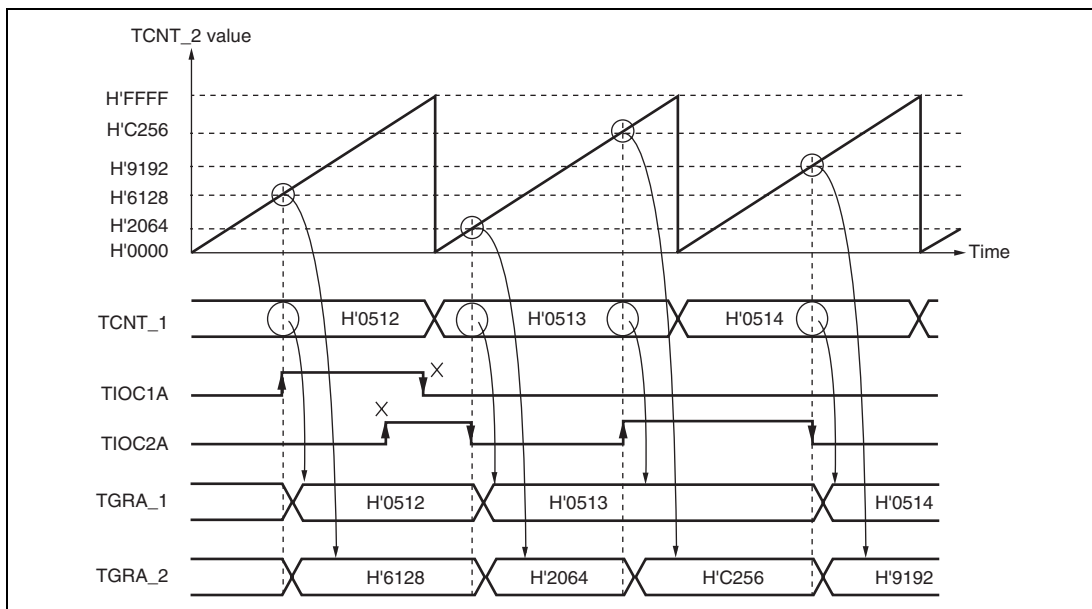 TCNT_2 value
H'FFFF
H'C256
H'9192
H'6128
H'2064
H'0000
Time
TCNT_1 H'0512 H'0513 H'0514
TIOC1A
TIOC2A
TGRA_1 H'0512 H'0513 H'0514
TGRA_2 H'6128 H'2064 H'C256 H'9192